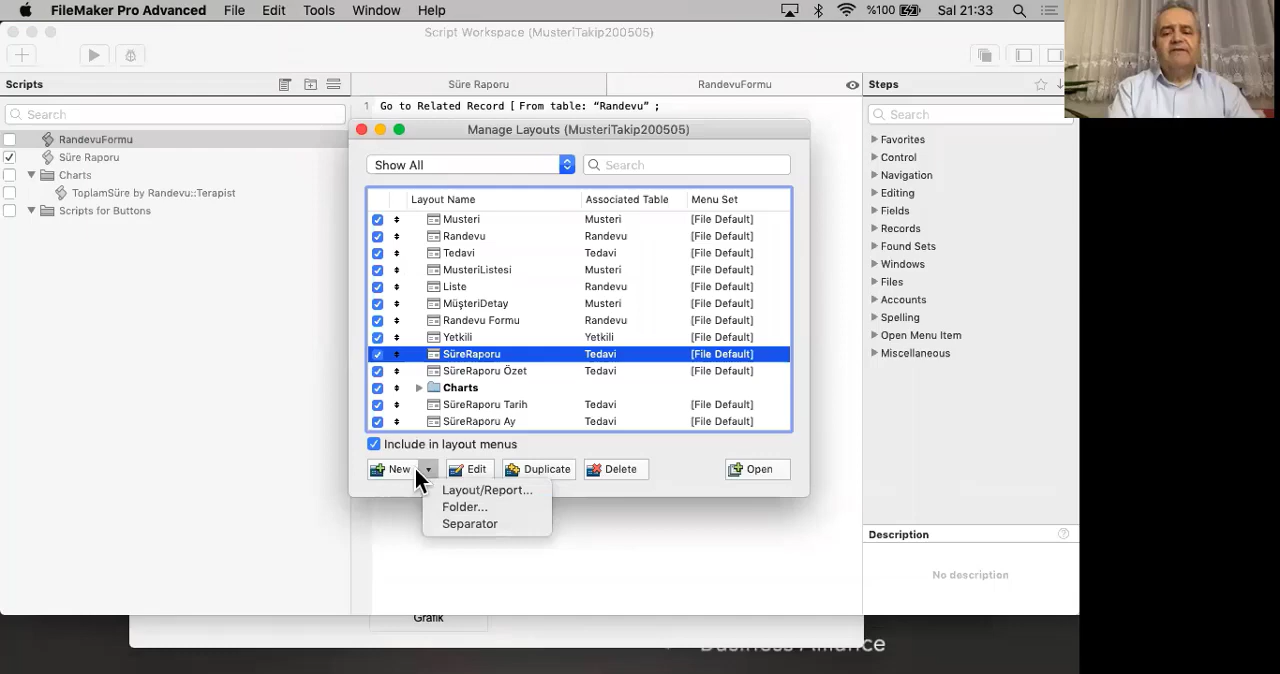 FileMaker Pro Advanced File Edit Tools Window Help %100 Sal 21:33
Script Workspace (MusteriTakip200505)
Scripts Süre Raporu RandevuFormu Steps
Search
1 Go to Related Record [ From table: “Randevu” ;
Search
RandevuFormu
Süre Raporu
Charts
ToplamSüre by Randevu::Terapist
Scripts for Buttons
Manage Layouts (MusteriTakip200505)
Show All Search
Layout Name Associated Table Menu Set
Musteri Musteri [File Default]
Randevu Randevu [File Default]
Tedavi Tedavi [File Default]
MusteriListesi Musteri [File Default]
Liste Randevu [File Default]
MüşteriDetay Musteri [File Default]
Randevu Formu Randevu [File Default]
Yetkili Yetkili [File Default]
SüreRaporu Tedavi [File Default]
SüreRaporu Özet Tedavi [File Default]
Charts
SüreRaporu Tarih Tedavi [File Default]
SüreRaporu Ay Tedavi [File Default]
Include in layout menus
New Edit Duplicate Delete Open
Layout/Report...
Folder...
Separator
Favorites
Control
Navigation
Editing
Fields
Records
Found Sets
Windows
Files
Accounts
Spelling
Open Menu Item
Miscellaneous
Description
No description
Grafik
Business Alliance